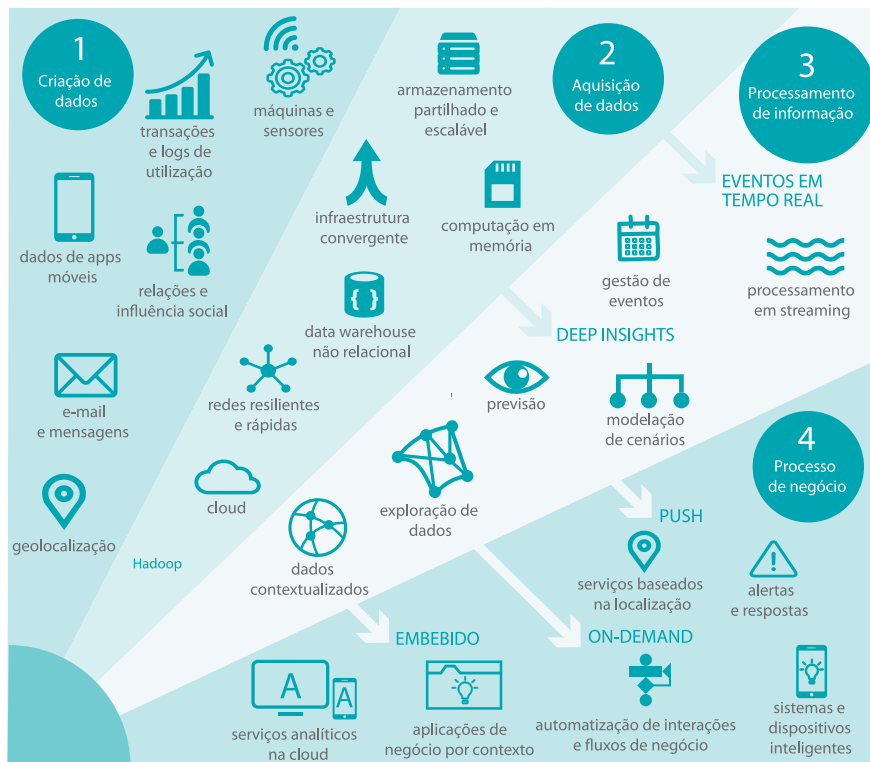 1
Criação de
dados
transações
e logs de
utilização
máquinas e
sensores
dados de apps
móveis
relações e
influência social
e-mail
e mensagens
geolocalização
2
Aquisição
de dados
armazenamento
partilhado e
escalável
infraestrutura
convergente
computação em
memória
{ }
data warehouse
não relacional
redes resilientes
e rápidas
cloud
Hadoop
3
Processamento
de informação
EVENTOS EM
TEMPO REAL
gestão de
eventos
processamento
em streaming
DEEP INSIGHTS
previsão
modelação
de cenários
exploração de
dados
dados
contextualizados
4
Processo
de negócio
PUSH
serviços baseados
na localização
alertas
e respostas
EMBEBIDO
A
A
serviços analíticos
na cloud
aplicações de
negócio por contexto
ON-DEMAND
automatização de interações
e fluxos de negócio
sistemas e
dispositivos
inteligentes